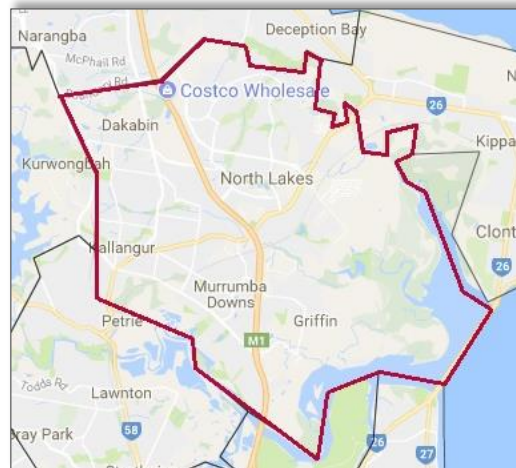 Deception Bay
Narangba
McPhail Rd
Costco Wholesale
26
Dakabin
Kippa
Kurwongbah
North Lakes
Clont
Kallangur
26
Murrumba
Downs
Petrie
Griffin
M1
Todds Rd
Lawnton
58
ray Park
26
27